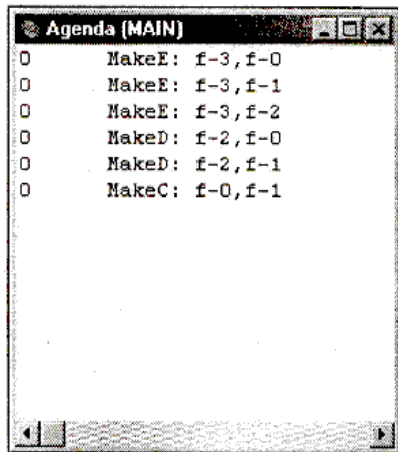 Agenda (MAIN)
0 MakeE: f-3,f-0
0 MakeE: f-3,f-1
0 MakeE: f-3,f-2
0 MakeD: f-2,f-0
0 MakeD: f-2,f-1
0 MakeC: f-0,f-1